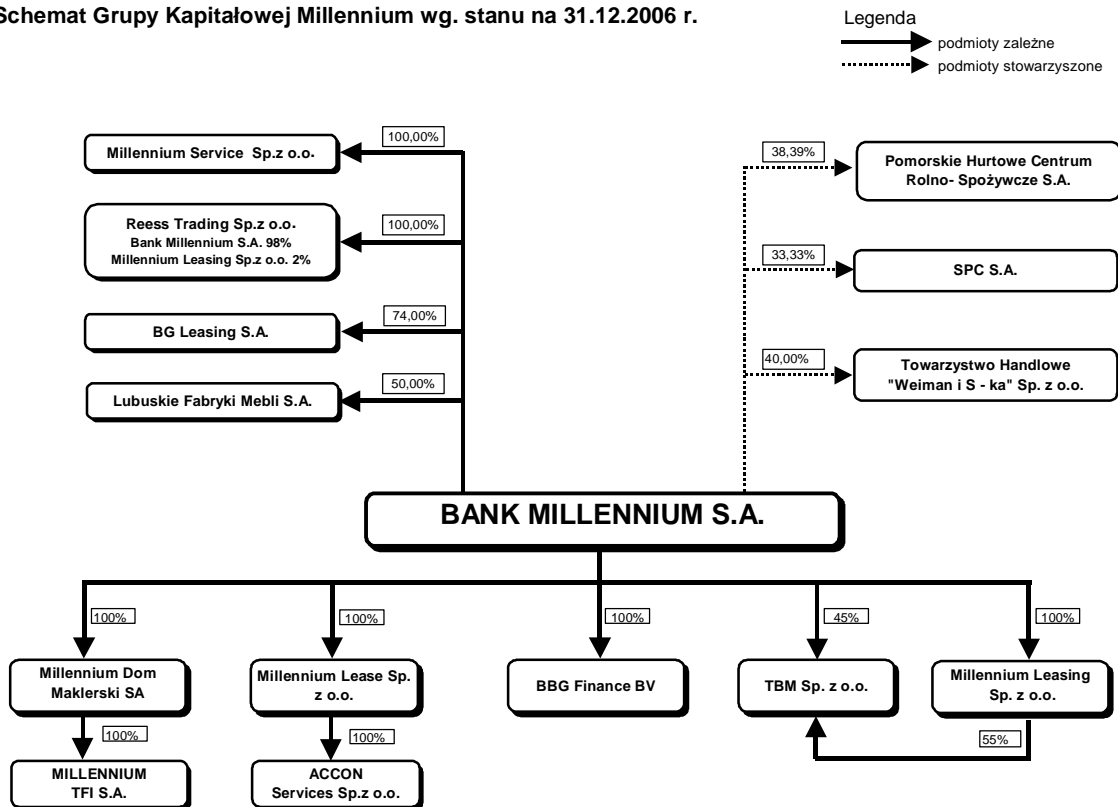 Schemat Grupy Kapitałowej Millennium wg. stanu na 31.12.2006 r.
Legenda
podmioty zależne
podmioty stowarzyszone
100,00%
Millennium Service Sp.z o.o.
38,39%
Pomorskie Hurtowe Centrum
Rolno- Spożywcze S.A.
100,00%
Reess Trading Sp.z o.o.
Bank Millennium S.A. 98%
Millennium Leasing Sp.z o.o. 2%
33,33%
SPC S.A.
74,00%
BG Leasing S.A.
40,00%
Towarzystwo Handlowe
"Weiman i S - ka" Sp. z o.o.
50,00%
Lubuskie Fabryki Mebli S.A.
BANK MILLENNIUM S.A.
100%
100%
100%
45%
100%
Millennium Dom
Maklerski SA
Millennium Lease Sp.
z o.o.
BBG Finance BV
TBM Sp. z o.o.
Millennium Leasing
Sp. z o.o.
100%
100%
55%
MILLENNIUM
TFI S.A.
ACCON
Services Sp.z o.o.